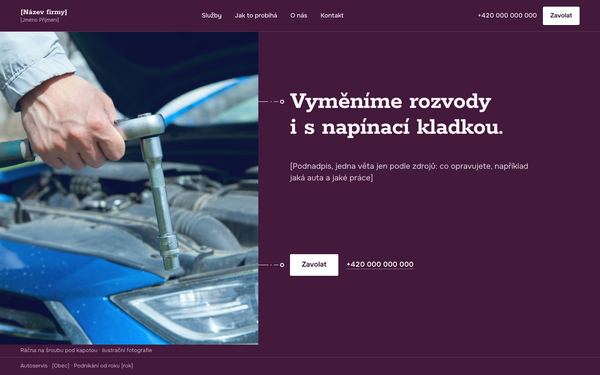 [Název firmy]
[Jméno Příjmení]
Služby
Jak to probíhá
O nás
Kontakt
+420 000 000 000
Zavolat
Vyměníme rozvody
i s napínací kladkou.
[Podnadpis, jedna věta jen podle zdrojů: co opravujete, například
jaká auta a jaké práce]
Zavolat
+420 000 000 000
Ráčna na šroubu pod kapotou · Ilustrační fotografie
Autoservis · [Obec] · Podnikání od roku [rok]